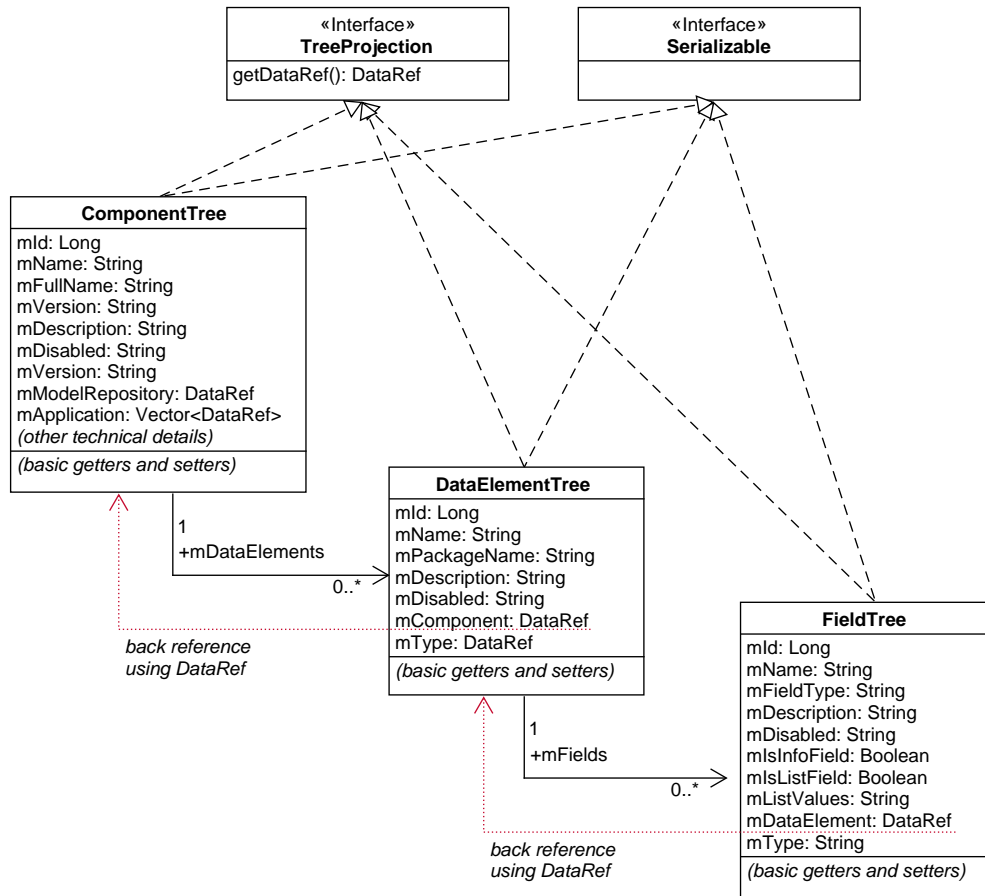 «Interface»
TreeProjection
getDataRef(): DataRef
«Interface»
Serializable
ComponentTree
mId: Long
mName: String
mFullName: String
mVersion: String
mDescription: String
mDisabled: String
mVersion: String
mModelRepository: DataRef
mApplication: Vector<DataRef>
(other technical details)
(basic getters and setters)
1
+mDataElements
0..*
back reference
using DataRef
DataElementTree
mId: Long
mName: String
mPackageName: String
mDescription: String
mDisabled: String
mComponent: DataRef
mType: DataRef
(basic getters and setters)
1
+mFields
0..*
back reference
using DataRef
FieldTree
mId: Long
mName: String
mFieldType: String
mDescription: String
mDisabled: String
mIsInfoField: Boolean
mIsListField: Boolean
mListValues: String
mDataElement: DataRef
mType: String
(basic getters and setters)